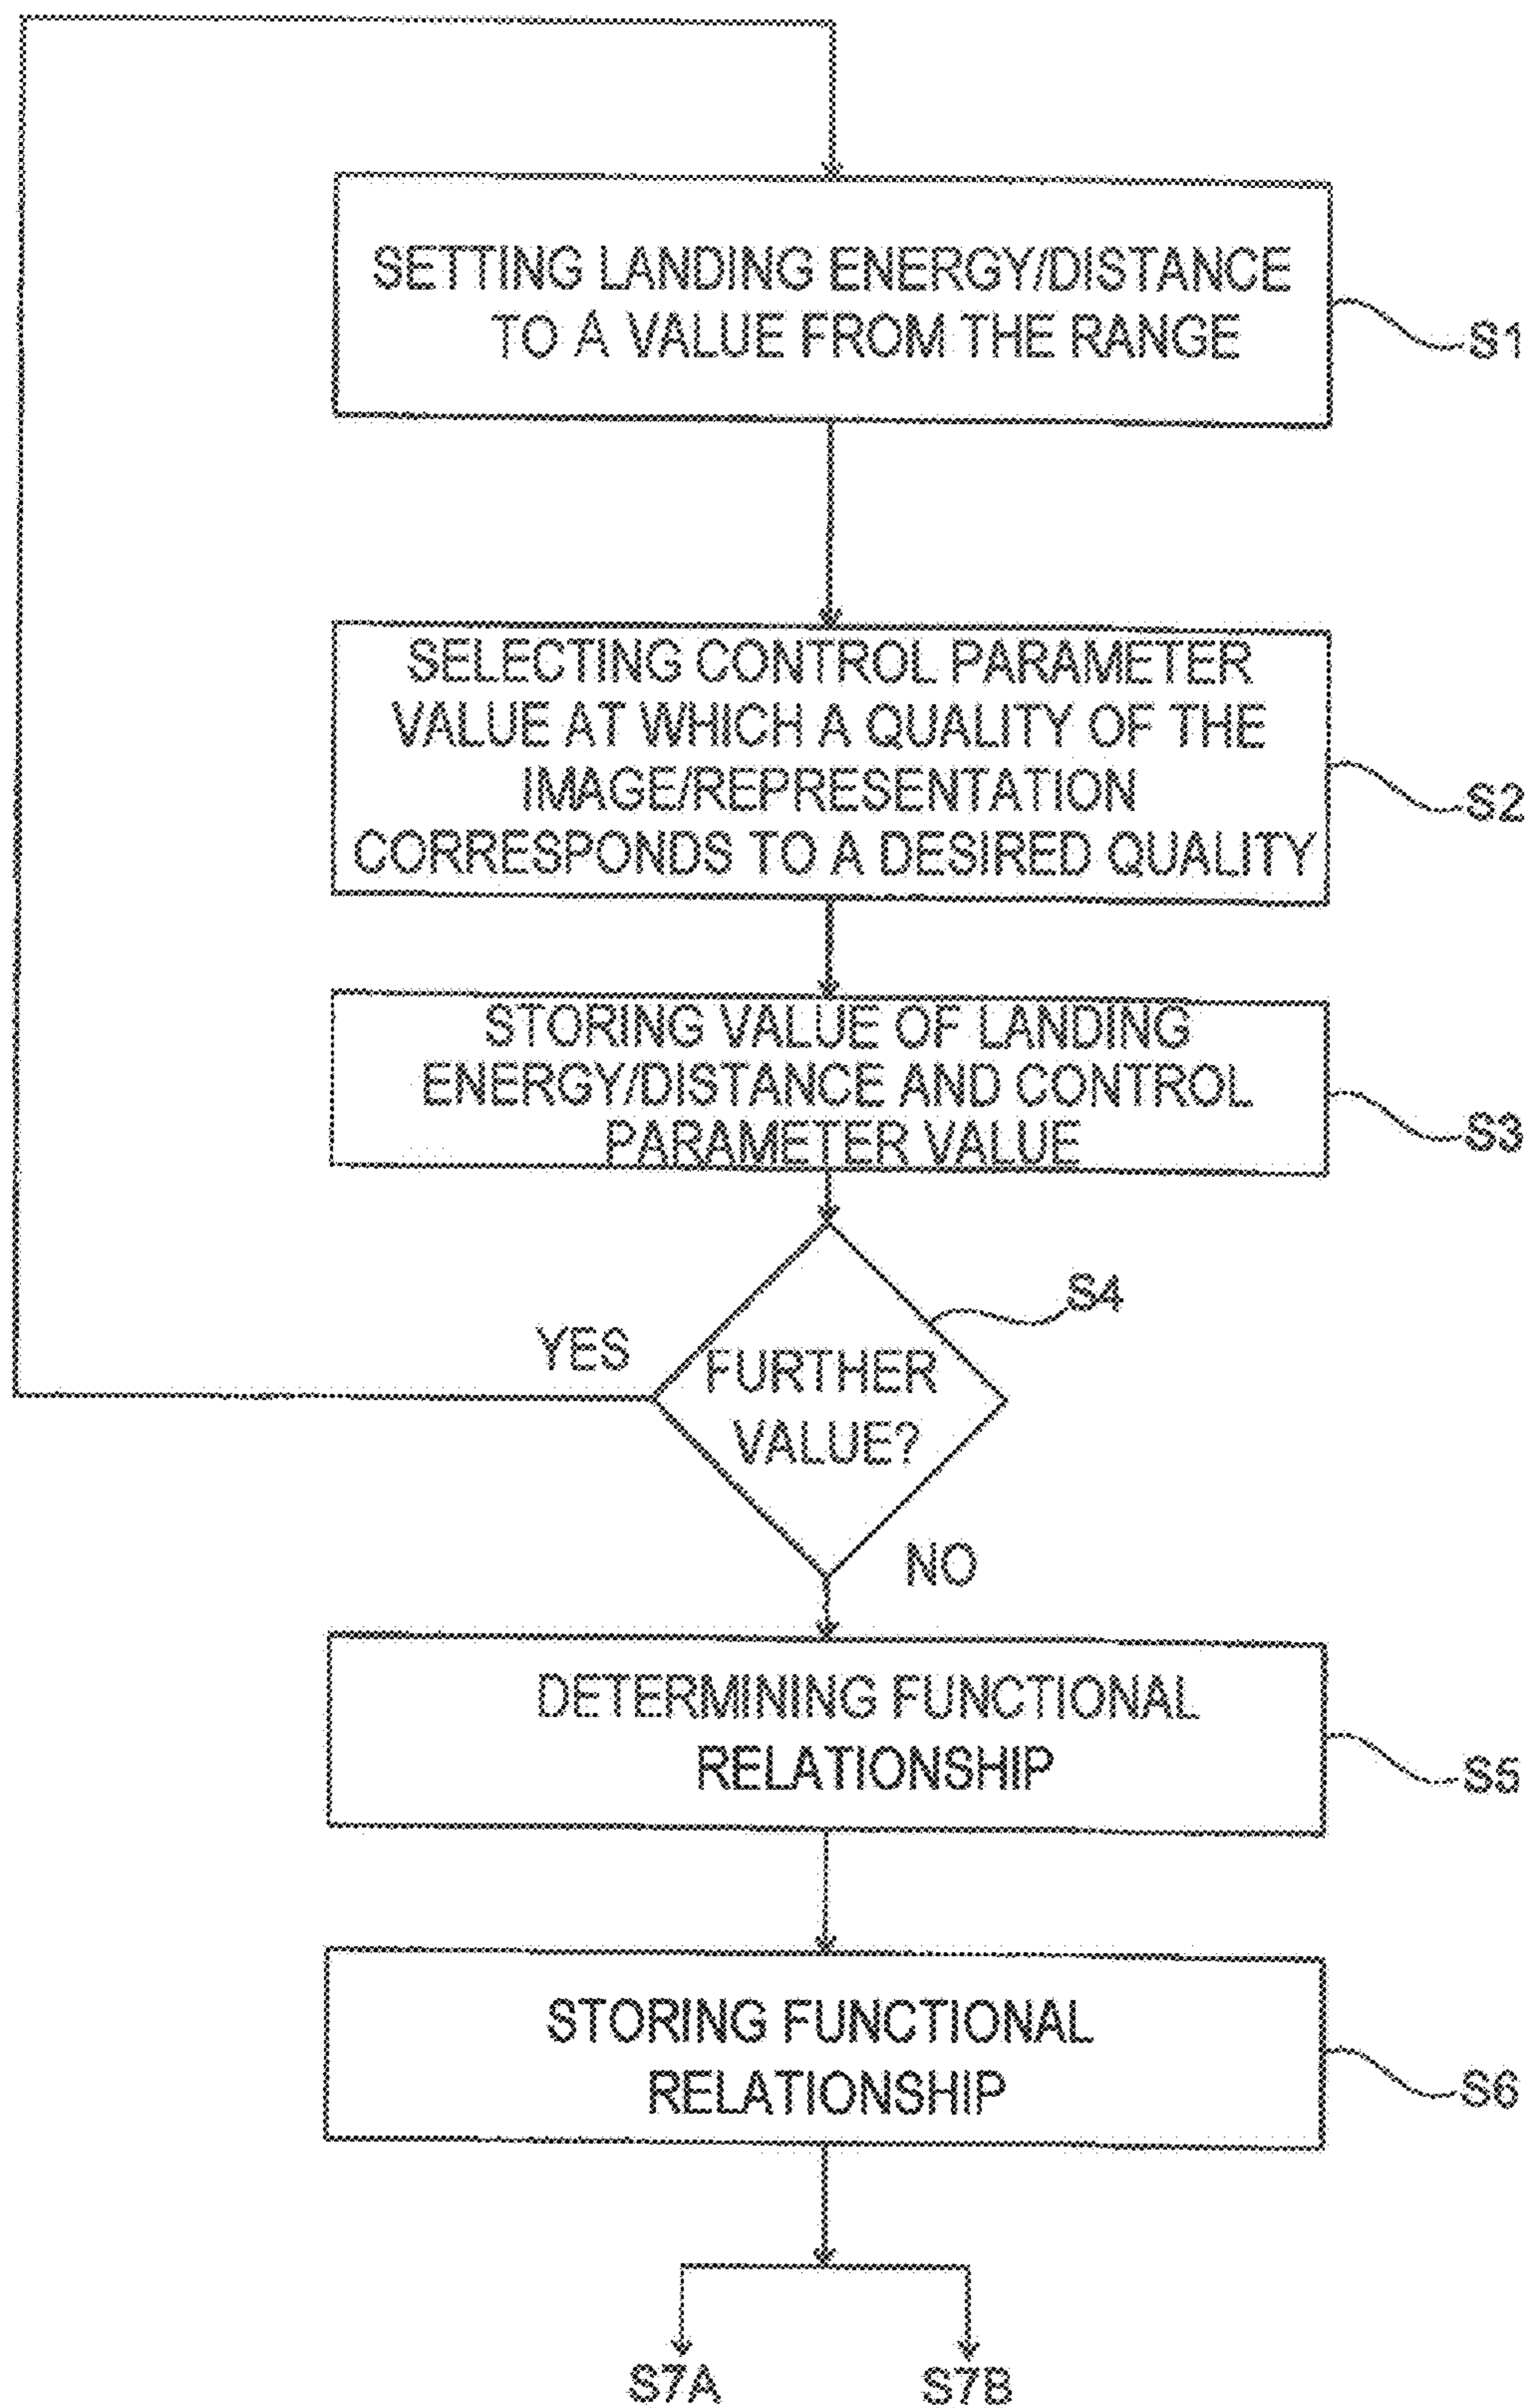 SETTING LANDING ENERGY/DISTANCE
TO A VALUE FROM THE RANGE
S1
SELECTING CONTROL PARAMETER
VALUE AT WHICH A QUALITY OF THE
IMAGE/REPRESENTATION
CORRESPONDS TO A DESIRED QUALITY
S2
STORING VALUE OF LANDING
ENERGY/DISTANCE AND CONTROL
PARAMETER VALUE
S3
S4
YES
FURTHER
VALUE?
NO
DETERMINING FUNCTIONAL
RELATIONSHIP
S5
STORING FUNCTIONAL
RELATIONSHIP
S6
S7A
S7B